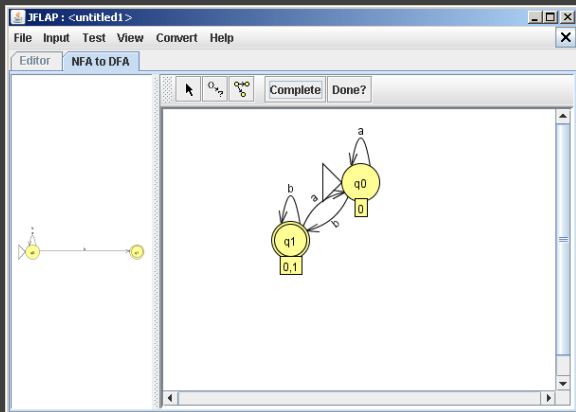 JFLAP : <untitled1>
File Input Test View Convert Help
Editor NFA to DFA
Complete Done?
a
q0
0
b
a
b
q1
0,1